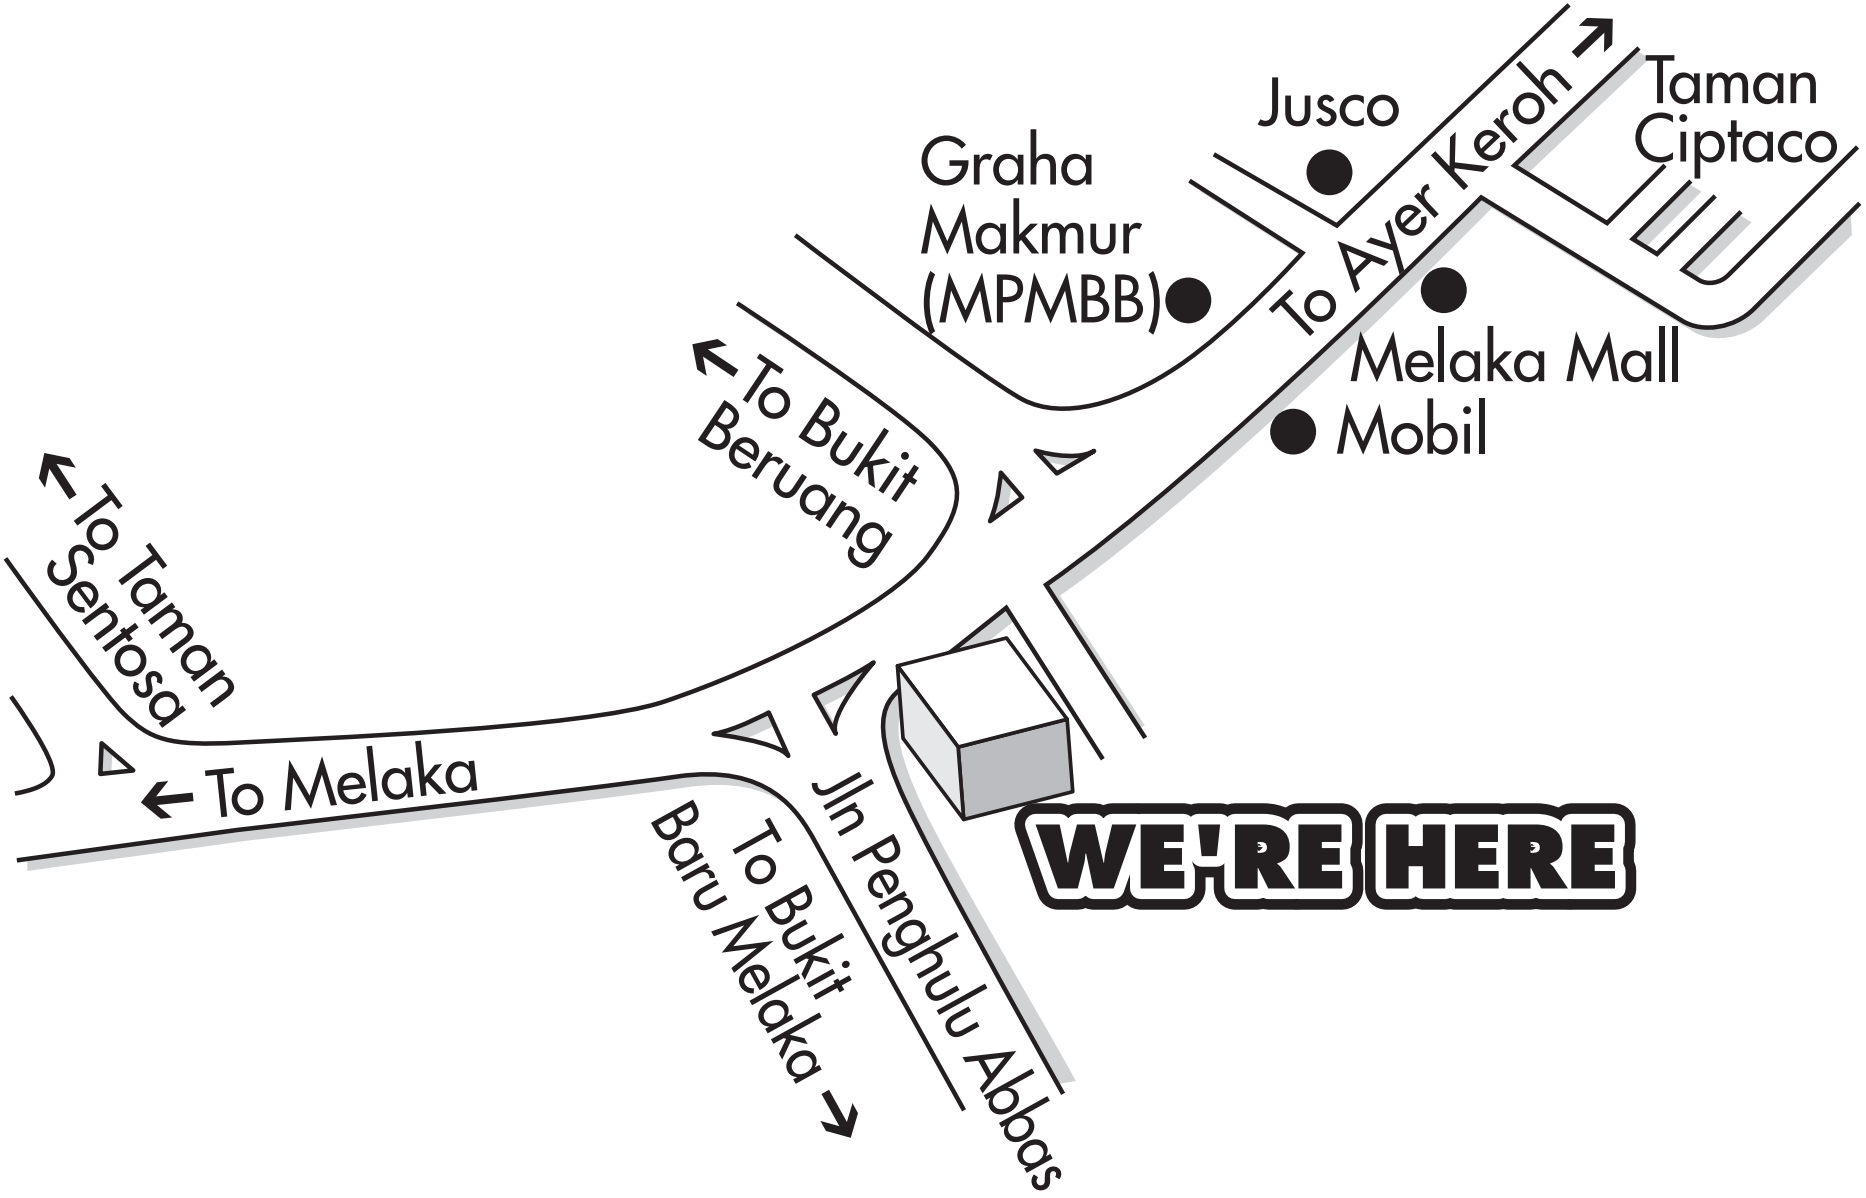 Taman
Ciptaco
Jusco
To Ayer Keroh
Graha
Makmur
(MPMBB)
Melaka Mall
Mobil
To Bukit
Beruang
To Taman
Sentosa
To Melaka
Jln Penghulu Abbas
To Bukit
Baru Melaka
WE'RE HERE